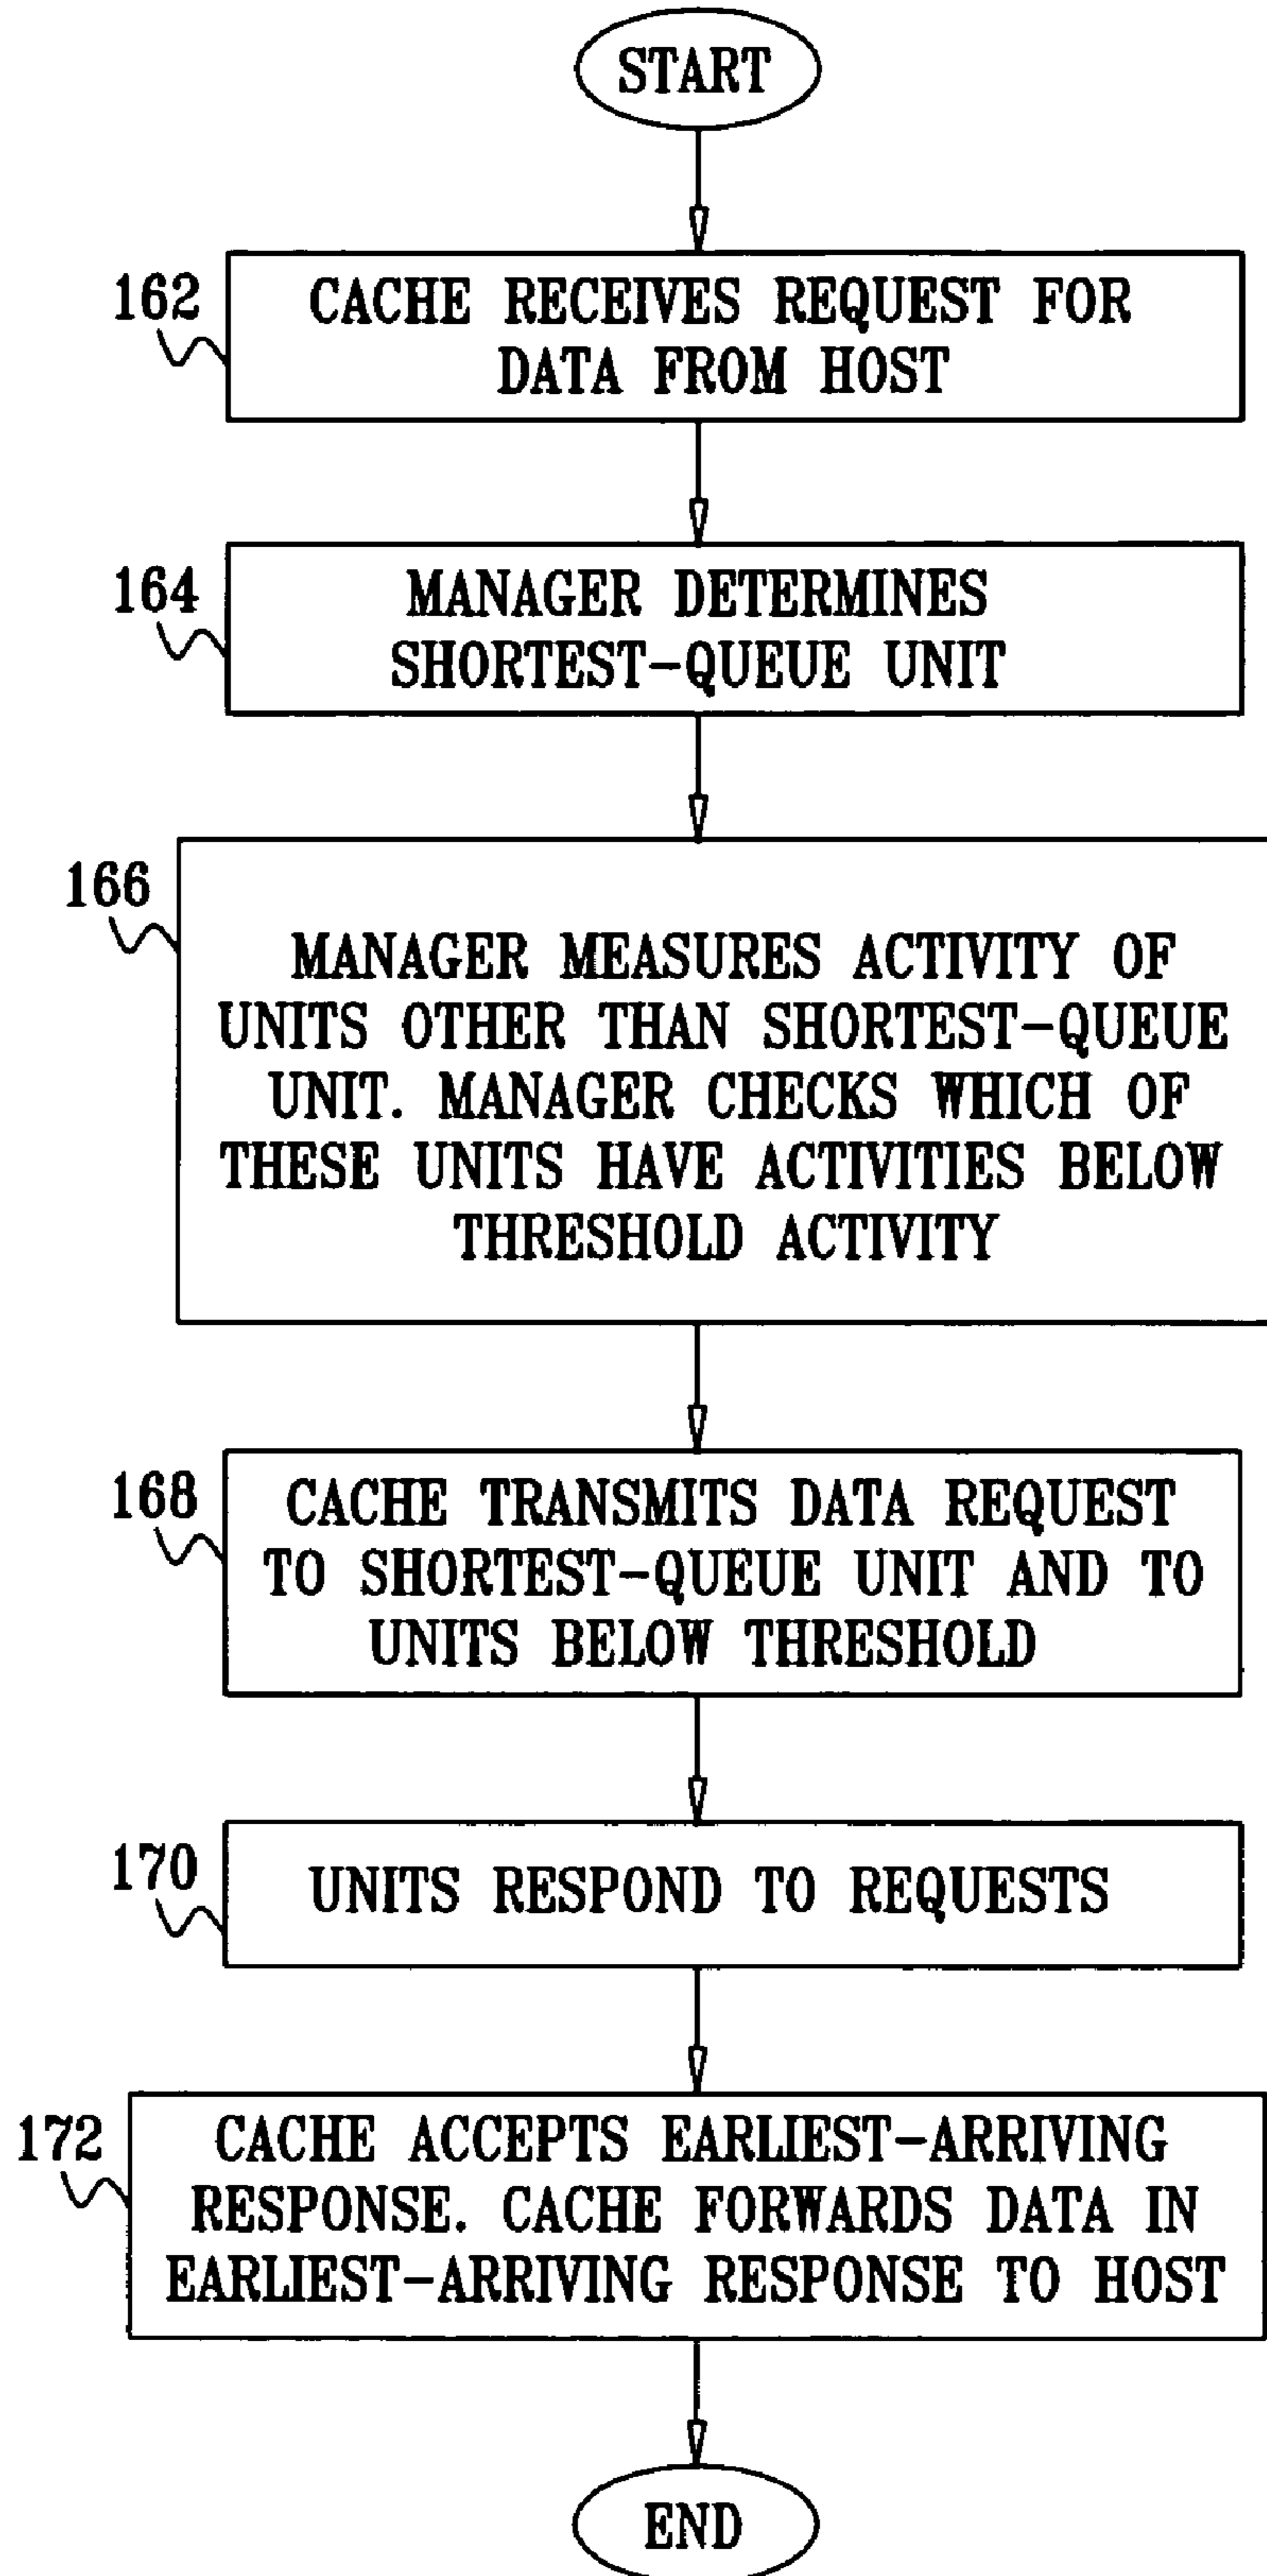 START
162
CACHE RECEIVES REQUEST FOR
DATA FROM HOST
164
MANAGER DETERMINES
SHORTEST-QUEUE UNIT
166
MANAGER MEASURES ACTIVITY OF
UNITS OTHER THAN SHORTEST-QUEUE
UNIT. MANAGER CHECKS WHICH OF
THESE UNITS HAVE ACTIVITIES BELOW
THRESHOLD ACTIVITY
168
CACHE TRANSMITS DATA REQUEST
TO SHORTEST-QUEUE UNIT AND TO
UNITS BELOW THRESHOLD
170
UNITS RESPOND TO REQUESTS
172
CACHE ACCEPTS EARLIEST-ARRIVING
RESPONSE. CACHE FORWARDS DATA IN
EARLIEST-ARRIVING RESPONSE TO HOST
END